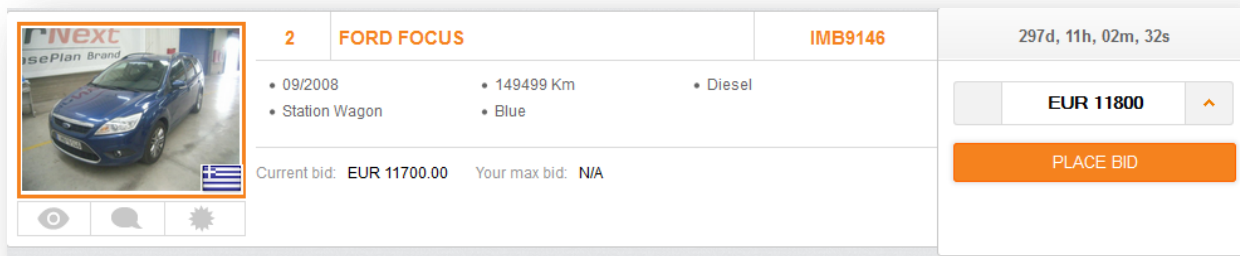 rNext
asePlan Brand
2 FORD FOCUS IMB9146
297d, 11h, 02m, 32s
• 09/2008 • 149499 Km • Diesel
• Station Wagon • Blue
EUR 11800
PLACE BID
Current bid: EUR 11700.00 Your max bid: N/A